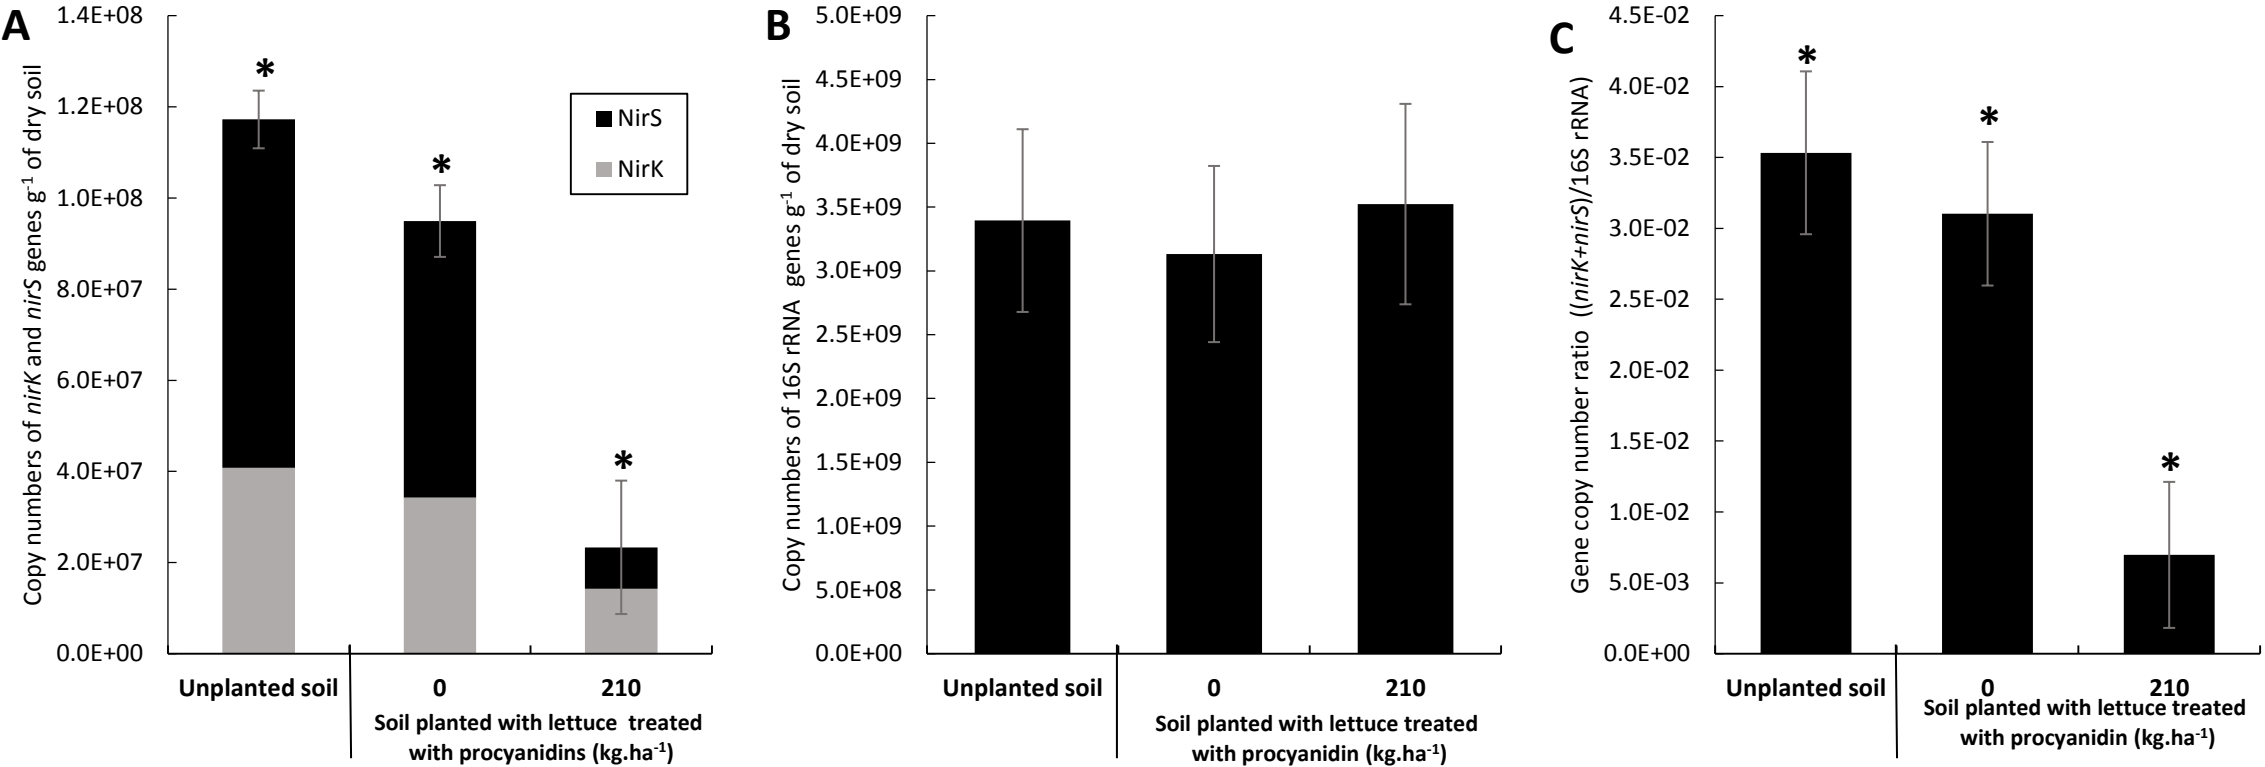 A
Copy numbers of nirK and nirS genes g-1 of dry soil
1.4E+08
1.2E+08
1.0E+08
8.0E+07
6.0E+07
4.0E+07
2.0E+07
0.0E+00
*
*
*
NirS
NirK
Unplanted soil
0
210
Soil planted with lettuce treated
with procyanidins (kg.ha-1)
B
Copy numbers of 16S rRNA genes g-1 of dry soil
5.0E+09
4.5E+09
4.0E+09
3.5E+09
3.0E+09
2.5E+09
2.0E+09
1.5E+09
1.0E+09
5.0E+08
0.0E+00
Unplanted soil
0
210
Soil planted with lettuce treated
with procyanidin (kg.ha-1)
C
Gene copy number ratio ((nirK+nirS)/16S rRNA)
4.5E-02
4.0E-02
3.5E-02
3.0E-02
2.5E-02
2.0E-02
1.5E-02
1.0E-02
5.0E-03
0.0E+00
*
*
*
Unplanted soil
0
210
Soil planted with lettuce treated
with procyanidin (kg.ha-1)